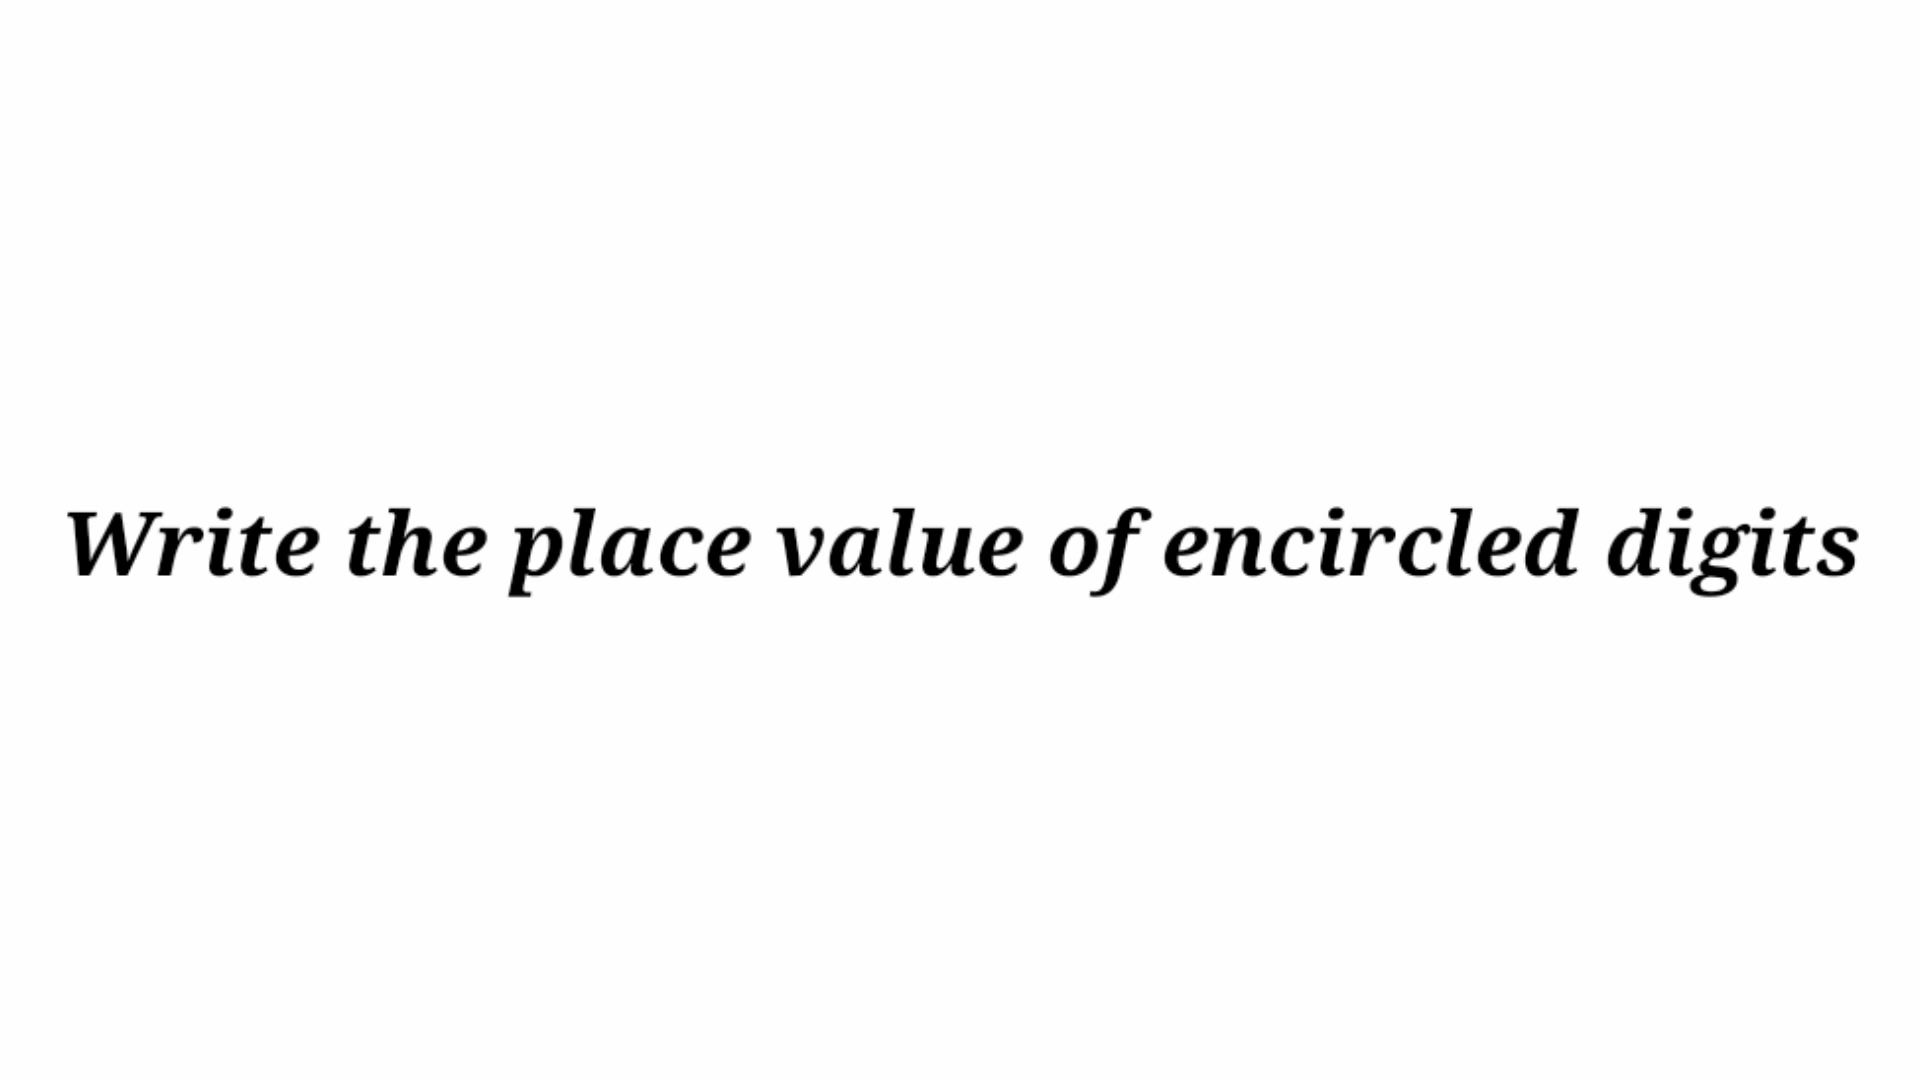 Write the place value of encircled digits